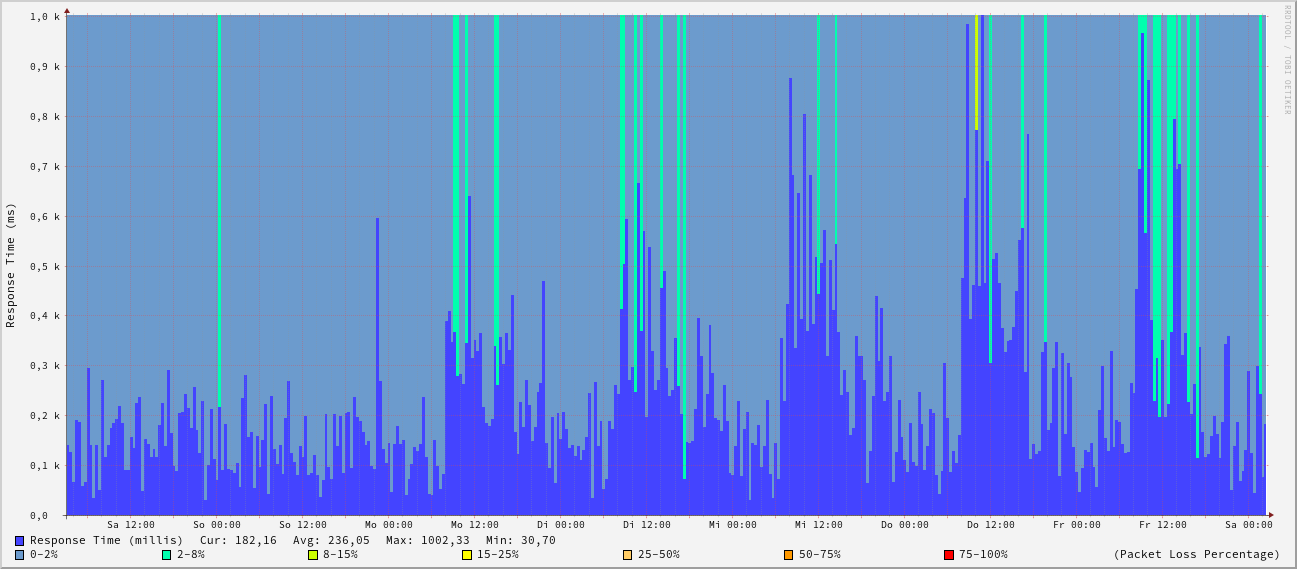 1,0 k
0,9 k
0,8 k
0,7 k
0,6 k
0,5 k
0,4 k
0,3 k
0,2 k
0,1 k
0,0
Response Time (ms)
RRDTOOL / TOBI OETIKER
Sa 12:00 So 00:00 So 12:00 Mo 00:00 Mo 12:00 Di 00:00 Di 12:00 Mi 00:00 Mi 12:00 Do 00:00 Do 12:00 Fr 00:00 Fr 12:00 Sa 00:00
Response Time (millis) Cur: 182,16 Avg: 236,05 Max: 1002,33 Min: 30,70
0-2% 2-8% 8-15% 15-25% 25-50% 50-75% 75-100% (Packet Loss Percentage)